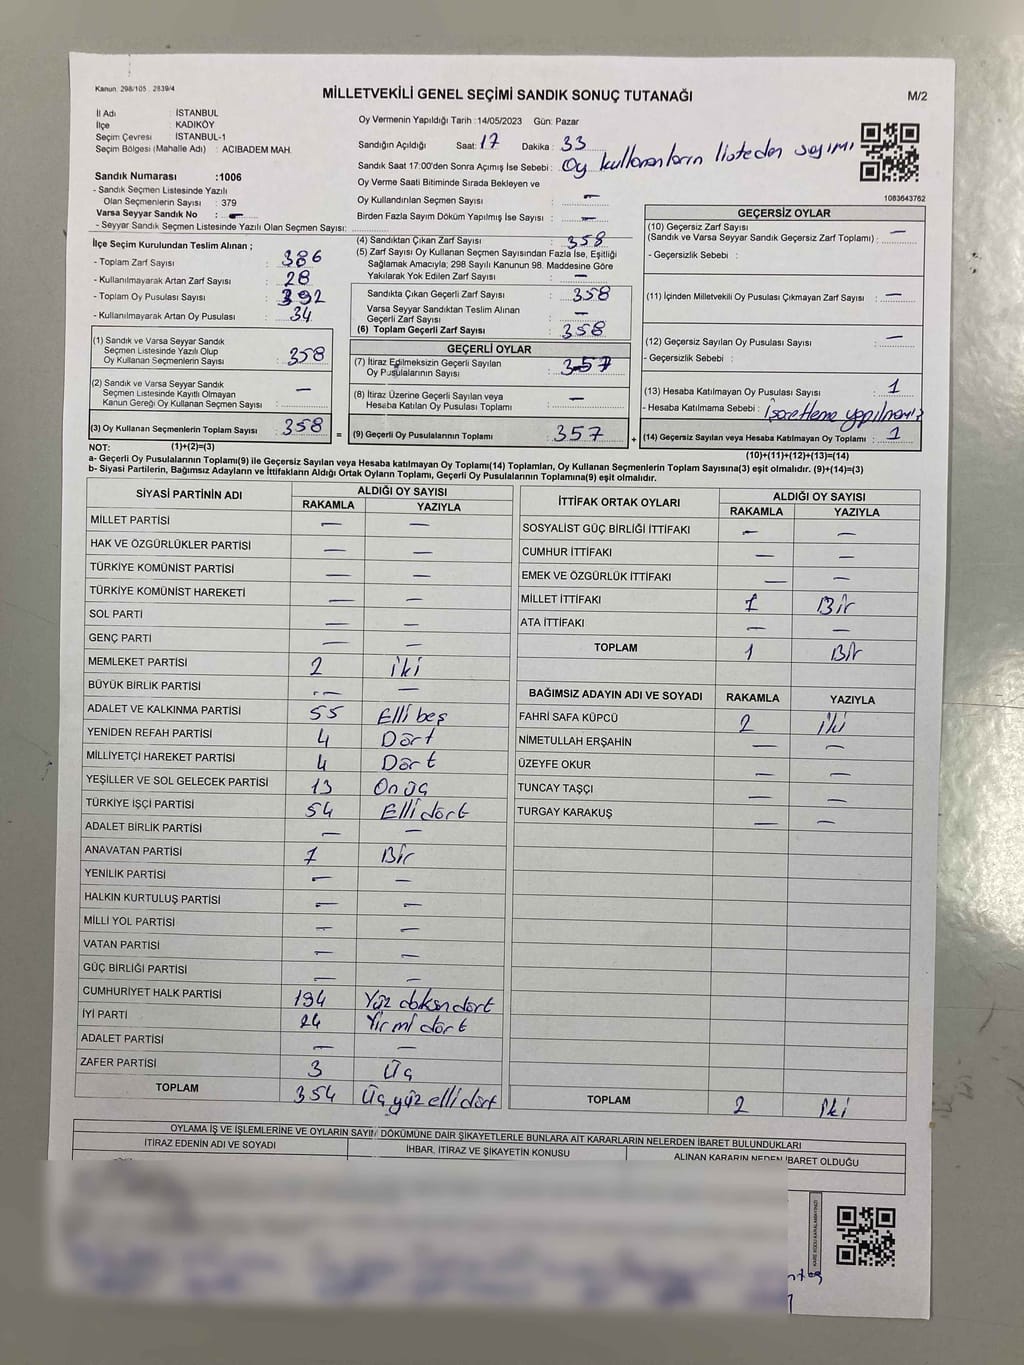 Kanun 298/105 2839/4
MİLLETVEKİLİ GENEL SEÇİMİ SANDIK SONUÇ TUTANAĞI
M/2
İl Adı : İSTANBUL
İlçe : KADIKÖY
Seçim Çevresi : İSTANBUL-1
Seçim Bölgesi (Mahalle Adı) : ACIBADEM MAH.
Sandık Numarası :1006
- Sandık Seçmen Listesinde Yazılı
Olan Seçmenlerin Sayısı : 379
Varsa Seyyar Sandık No : —
- Seyyar Sandık Seçmen Listesinde Yazılı Olan Seçmen Sayısı:
Oy Vermenin Yapıldığı Tarih :14/05/2023 Gün: Pazar
Sandığın Açıldığı Saat: 17 Dakika : 33
Sandık Saat 17:00'den Sonra Açımış İse Sebebi : Oy kullananların listeden sayımı
Oy Verme Saati Bitiminde Sırada Bekleyen ve
Oy Kullandırılan Seçmen Sayısı : —
Birden Fazla Sayım Döküm Yapılmış İse Sayısı : —
1083643762
İlçe Seçim Kurulundan Teslim Alınan ;
- Toplam Zarf Sayısı : 386
- Kullanılmayarak Artan Zarf Sayısı : 28
- Toplam Oy Pusulası Sayısı : 392
- Kullanılmayarak Artan Oy Pusulası : 34
(1) Sandık ve Varsa Seyyar Sandık
Seçmen Listesinde Yazılı Olup
Oy Kullanan Seçmenlerin Sayısı : 358
(2) Sandık ve Varsa Seyyar Sandık
Seçmen Listesinde Kayıtlı Olmayan
Kanun Gereği Oy Kullanan Seçmen Sayısı : —
(3) Oy Kullanan Seçmenlerin Toplam Sayısı : 358
(4) Sandıktan Çıkan Zarf Sayısı : 358
(5) Zarf Sayısı Oy Kullanan Seçmen Sayısından Fazla İse, Eşitliği
Sağlamak Amacıyla; 298 Sayılı Kanunun 98. Maddesine Göre
Yakılarak Yok Edilen Zarf Sayısı : —
Sandıkta Çıkan Geçerli Zarf Sayısı : 358
Varsa Seyyar Sandıktan Teslim Alınan
Geçerli Zarf Sayısı : —
(6) Toplam Geçerli Zarf Sayısı : 358
GEÇERLİ OYLAR
(7) İtiraz Edilmeksizin Geçerli Sayılan
Oy Pusulalarının Sayısı : 357
(8) İtiraz Üzerine Geçerli Sayılan veya
Hesaba Katılan Oy Pusulası Toplamı : —
= (9) Geçerli Oy Pusulalarının Toplamı : 357 +
GEÇERSİZ OYLAR
(10) Geçersiz Zarf Sayısı
(Sandık ve Varsa Seyyar Sandık Geçersiz Zarf Toplamı) : —
- Geçersizlik Sebebi :
(11) İçinden Milletvekili Oy Pusulası Çıkmayan Zarf Sayısı : —
(12) Geçersiz Sayılan Oy Pusulası Sayısı : —
- Geçersizlik Sebebi :
(13) Hesaba Katılmayan Oy Pusulası Sayısı : 1
- Hesaba Katılmama Sebebi : İşaretleme yapılmamış
(14) Geçersiz Sayılan veya Hesaba Katılmayan Oy Toplamı : 1
NOT: (1)+(2)=(3)
(10)+(11)+(12)+(13)=(14)
a- Geçerli Oy Pusulalarının Toplamı(9) ile Geçersiz Sayılan veya Hesaba katılmayan Oy Toplamı(14) Toplamları, Oy Kullanan Seçmenlerin Toplam Sayısına(3) eşit olmalıdır. (9)+(14)=(3)
b- Siyasi Partilerin, Bağımsız Adayların ve İttifakların Aldığı Oyların Toplamı, Geçerli Oy Pusulalarının Toplamına(9) eşit olmalıdır.
SİYASİ PARTİNİN ADI ALDIĞI OY SAYISI
RAKAMLA YAZIYLA
MİLLET PARTİSİ — —
HAK VE ÖZGÜRLÜKLER PARTİSİ — —
TÜRKİYE KOMÜNİST PARTİSİ — —
TÜRKİYE KOMÜNİST HAREKETİ — —
SOL PARTİ — —
GENÇ PARTİ — —
MEMLEKET PARTİSİ 2 iki
BÜYÜK BİRLİK PARTİSİ — —
ADALET VE KALKINMA PARTİSİ 55 Elli beş
YENİDEN REFAH PARTİSİ 4 Dört
MİLLİYETÇİ HAREKET PARTİSİ 4 Dört
YEŞİLLER VE SOL GELECEK PARTİSİ 13 On üç
TÜRKİYE İŞÇİ PARTİSİ 54 Elli dört
ADALET BİRLİK PARTİSİ — —
ANAVATAN PARTİSİ 1 Bir
YENİLİK PARTİSİ — —
HALKIN KURTULUŞ PARTİSİ — —
MİLLİ YOL PARTİSİ — —
VATAN PARTİSİ — —
GÜÇ BİRLİĞİ PARTİSİ — —
CUMHURİYET HALK PARTİSİ 194 Yüz doksan dört
İYİ PARTİ 24 Yirmi dört
ADALET PARTİSİ — —
ZAFER PARTİSİ 3 Üç
TOPLAM 354 Üç yüz elli dört
İTTİFAK ORTAK OYLARI ALDIĞI OY SAYISI
RAKAMLA YAZIYLA
SOSYALİST GÜÇ BİRLİĞİ İTTİFAKI — —
CUMHUR İTTİFAKI — —
EMEK VE ÖZGÜRLÜK İTTİFAKI — —
MİLLET İTTİFAKI 1 Bir
ATA İTTİFAKI — —
TOPLAM 1 Bir
BAĞIMSIZ ADAYIN ADI VE SOYADI RAKAMLA YAZIYLA
FAHRİ SAFA KÜPCÜ 2 iki
NİMETULLAH ERŞAHİN — —
ÜZEYFE OKUR — —
TUNCAY TAŞÇI — —
TURGAY KARAKUŞ — —
TOPLAM 2 iki
OYLAMA İŞ VE İŞLEMLERİNE VE OYLARIN SAYIM DÖKÜMÜNE DAİR ŞİKAYETLERLE BUNLARA AİT KARARLARIN NELERDEN İBARET BULUNDUKLARI
İTİRAZ EDENİN ADI VE SOYADI İHBAR, İTİRAZ VE ŞİKAYETİN KONUSU ALINAN KARARIN NEDEN İBARET OLDUĞU